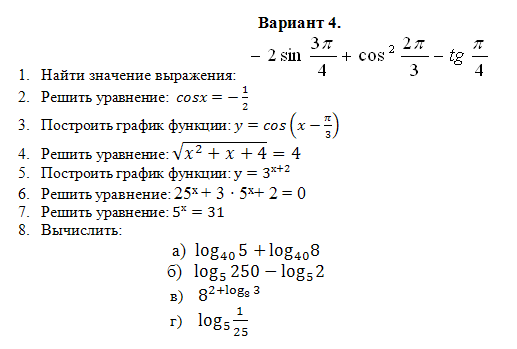 Вариант 4.
1. Найти значение выражения: − 2 sin 3π/4 + cos² 2π/3 − tg π/4
2. Решить уравнение: cosx = −1/2
3. Построить график функции: y = cos(x − π/3)
4. Решить уравнение: √(x² + x + 4) = 4
5. Построить график функции: y = 3ˣ⁺²
6. Решить уравнение: 25ˣ + 3 · 5ˣ + 2 = 0
7. Решить уравнение: 5ˣ = 31
8. Вычислить:
а) log₄₀ 5 + log₄₀ 8
б) log₅ 250 − log₅ 2
в) 8^(2+log₈ 3)
г) log₅ 1/25